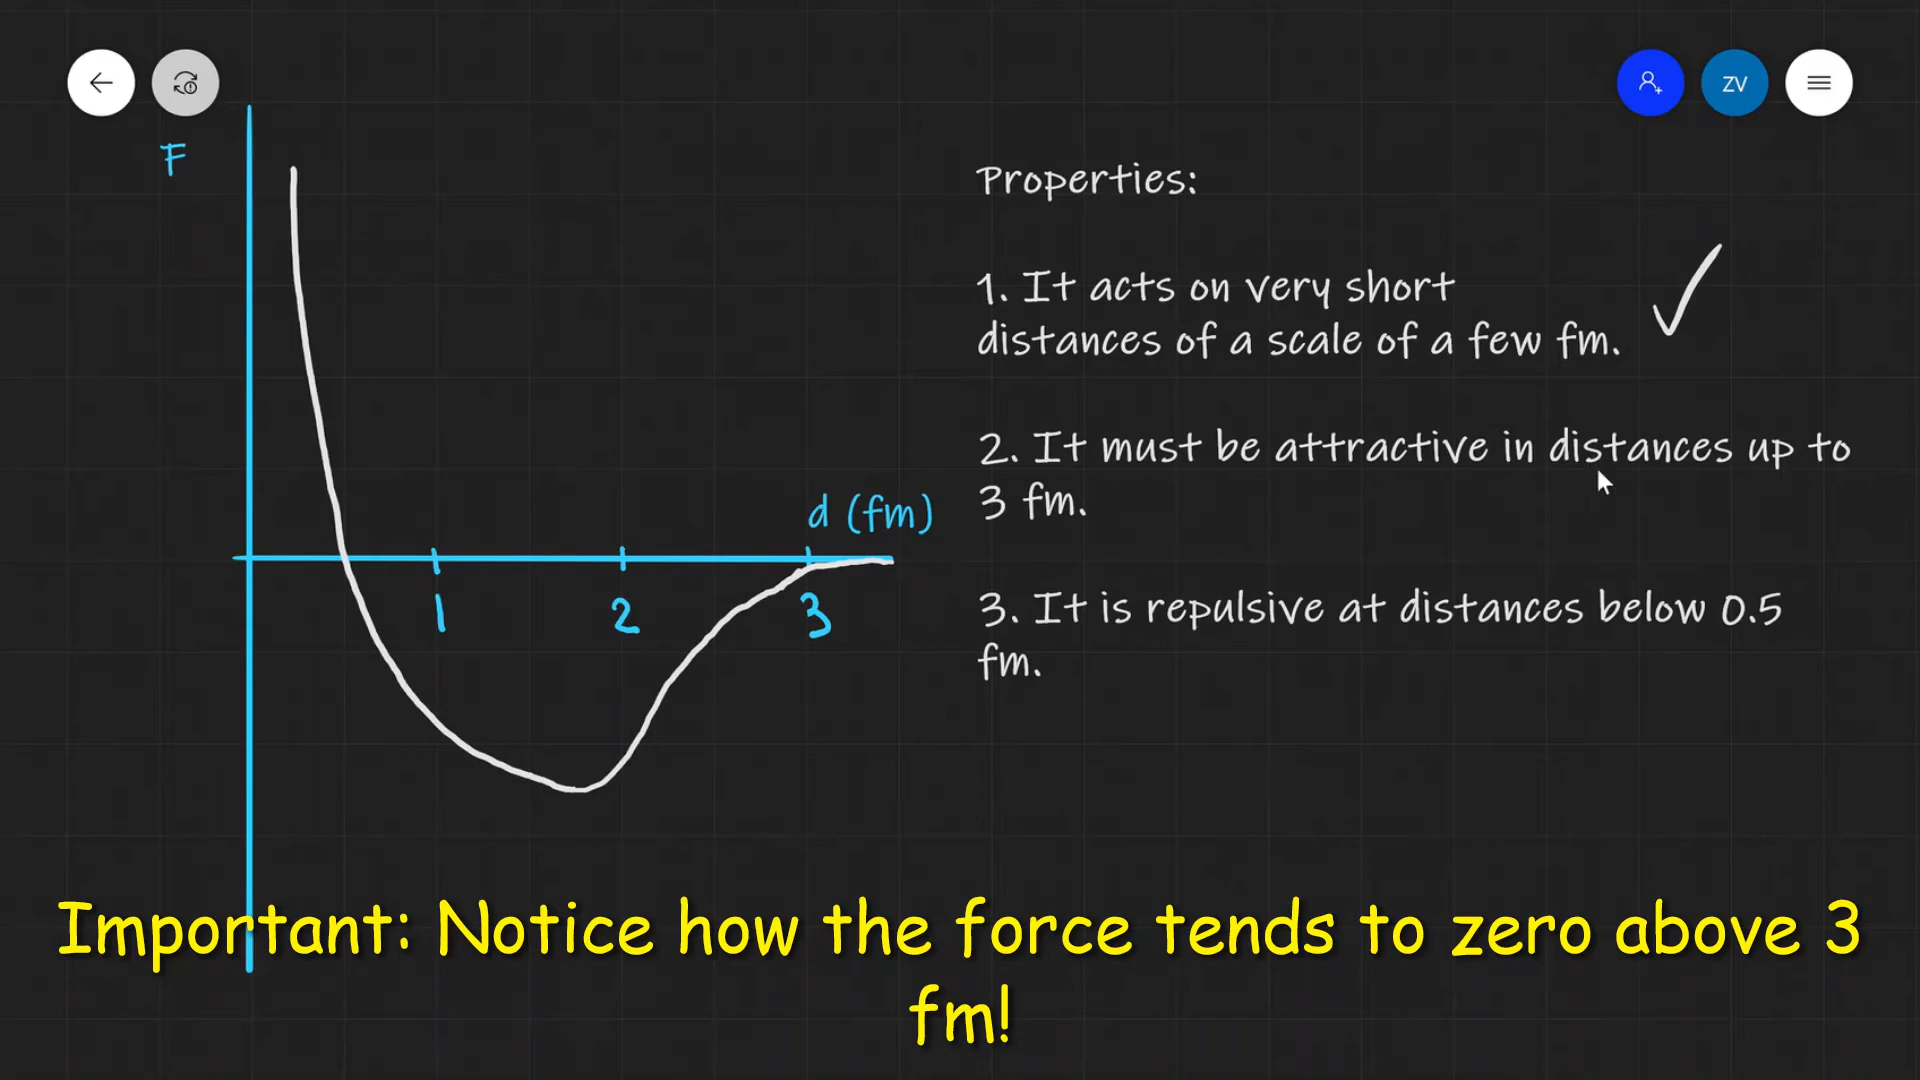 ZV
F
Properties:
1. It acts on very short
distances of a scale of a few fm.
2. It must be attractive in distances up to
3 fm.
d (fm)
1 2 3
3. It is repulsive at distances below 0.5
fm.
Important: Notice how the force tends to zero above 3
fm!